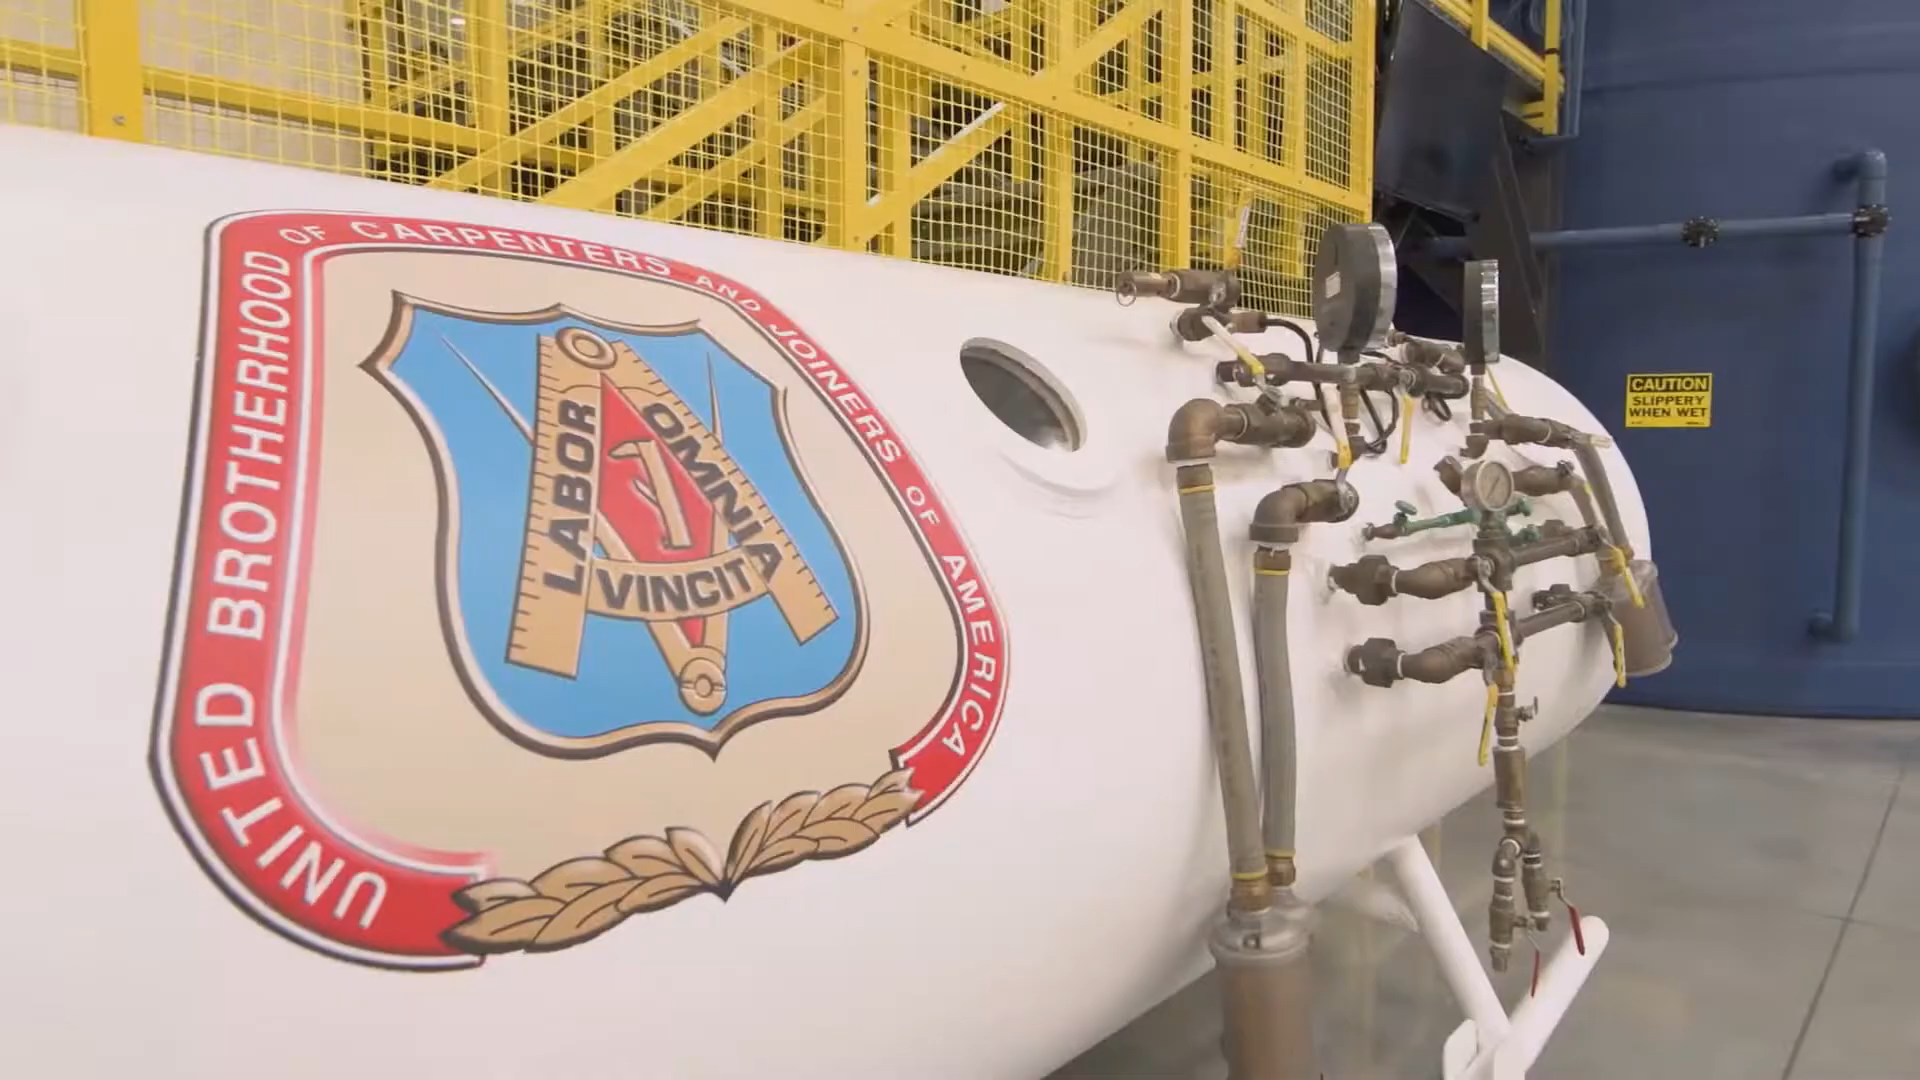 UNITED BROTHERHOOD OF CARPENTERS AND JOINERS OF AMERICA
LABOR
OMNIA
VINCIT
CAUTION
SLIPPERY
WHEN WET